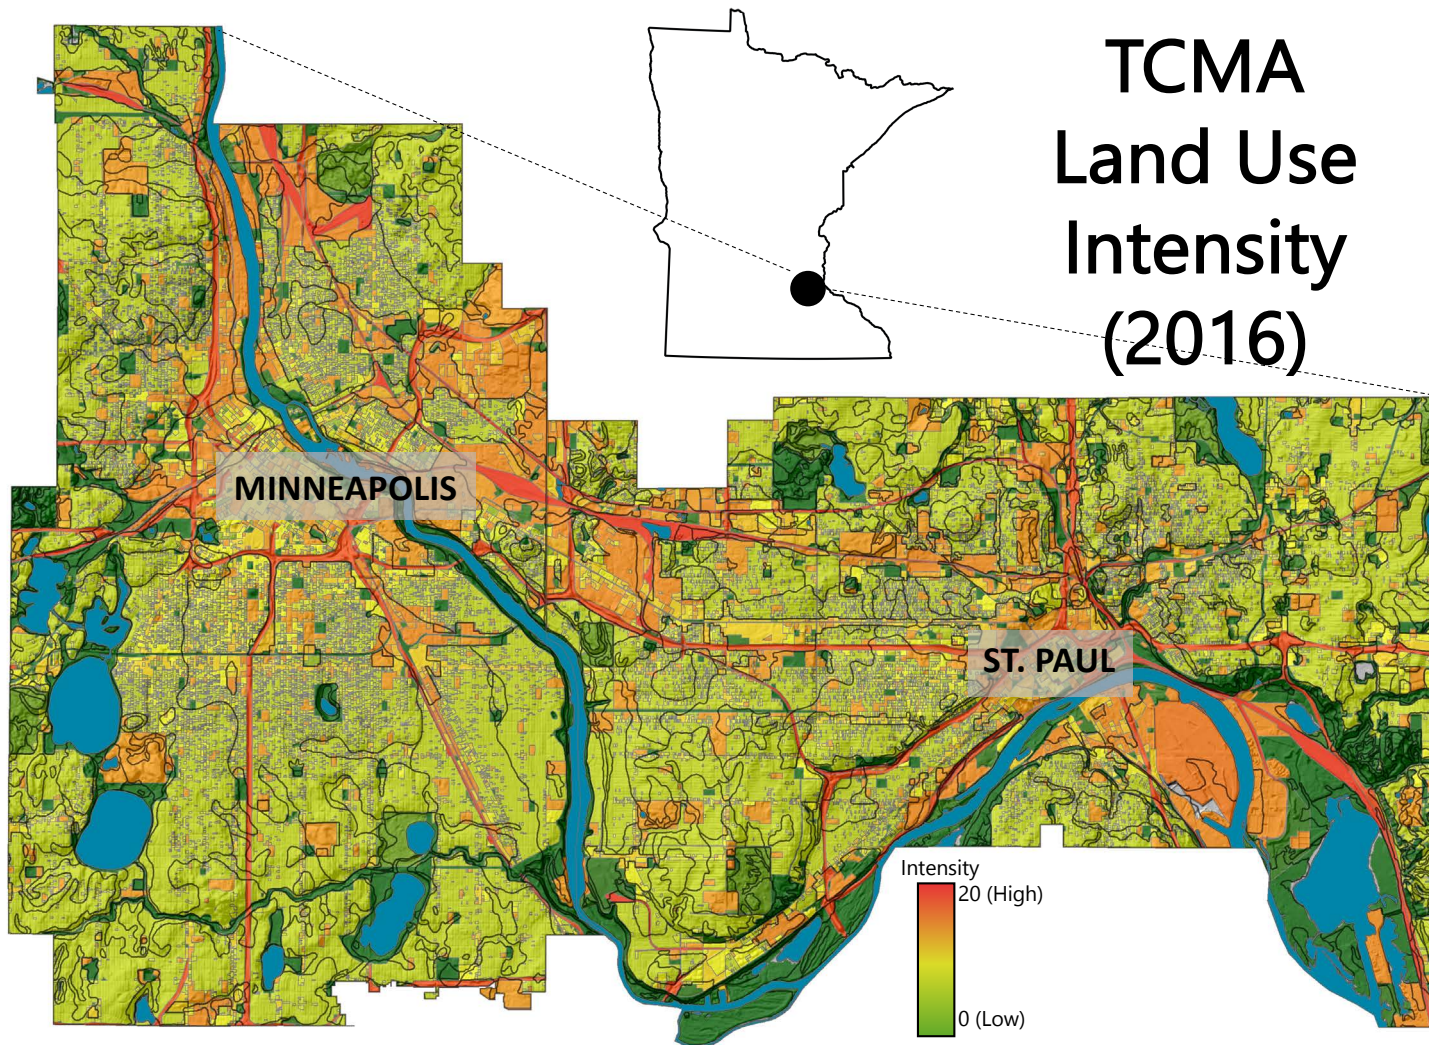 TCMA
Land Use
Intensity
(2016)
MINNEAPOLIS
ST. PAUL
Intensity
20 (High)
0 (Low)